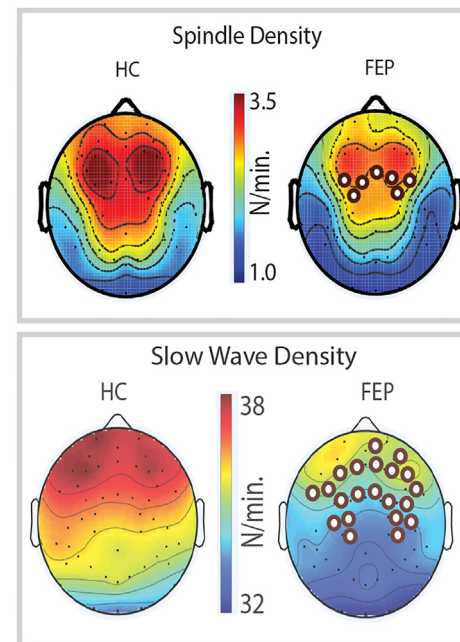 Spindle Density
HC
FEP
3.5
N/min.
1.0
Slow Wave Density
HC
FEP
38
N/min.
32